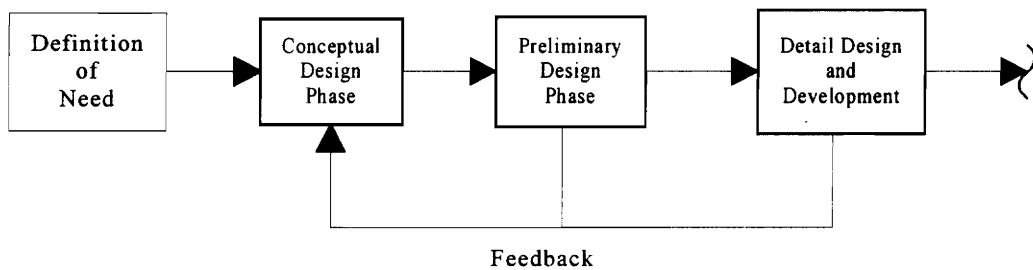 Definition
of
Need
Conceptual
Design
Phase
Preliminary
Design
Phase
Detail Design
and
Development
Feedback